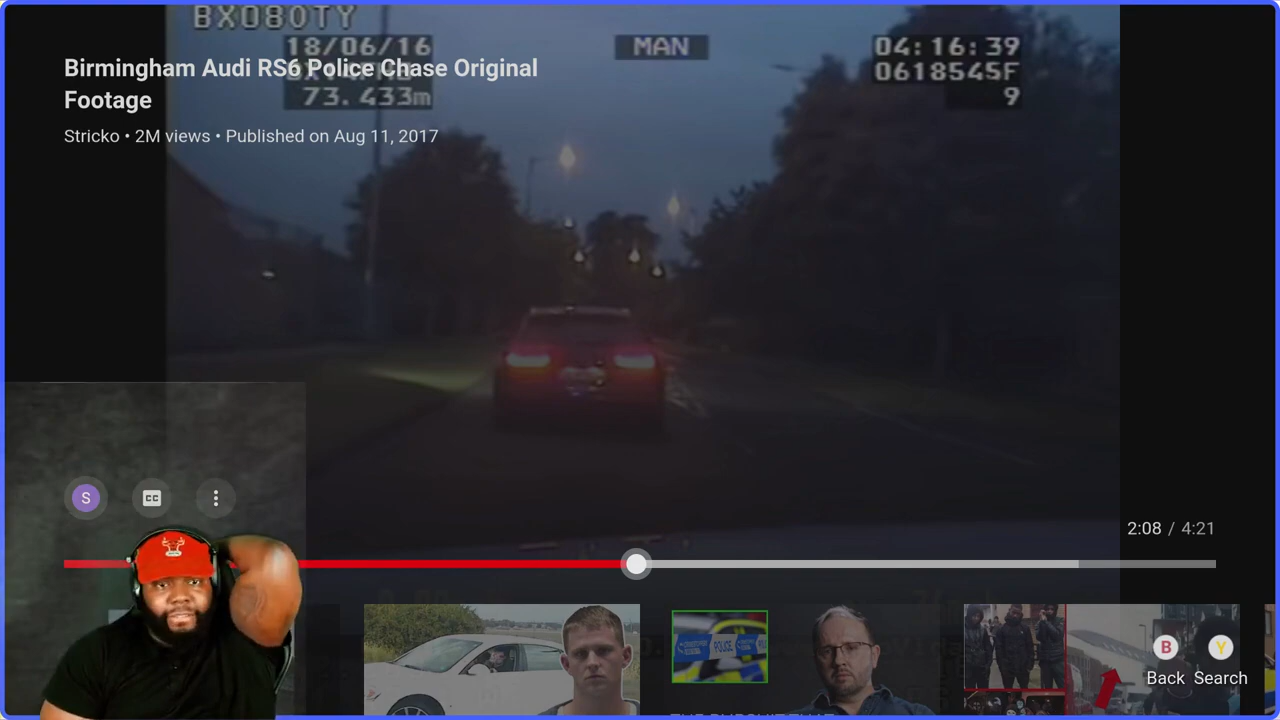 BX08OTY
18/06/16
MAN
04:16:39
0618545F
73.433m
9
Birmingham Audi RS6 Police Chase Original
Footage
Stricko • 2M views • Published on Aug 11, 2017
S
CC
2:08 / 4:21
POLICE
B
Y
Back
Search